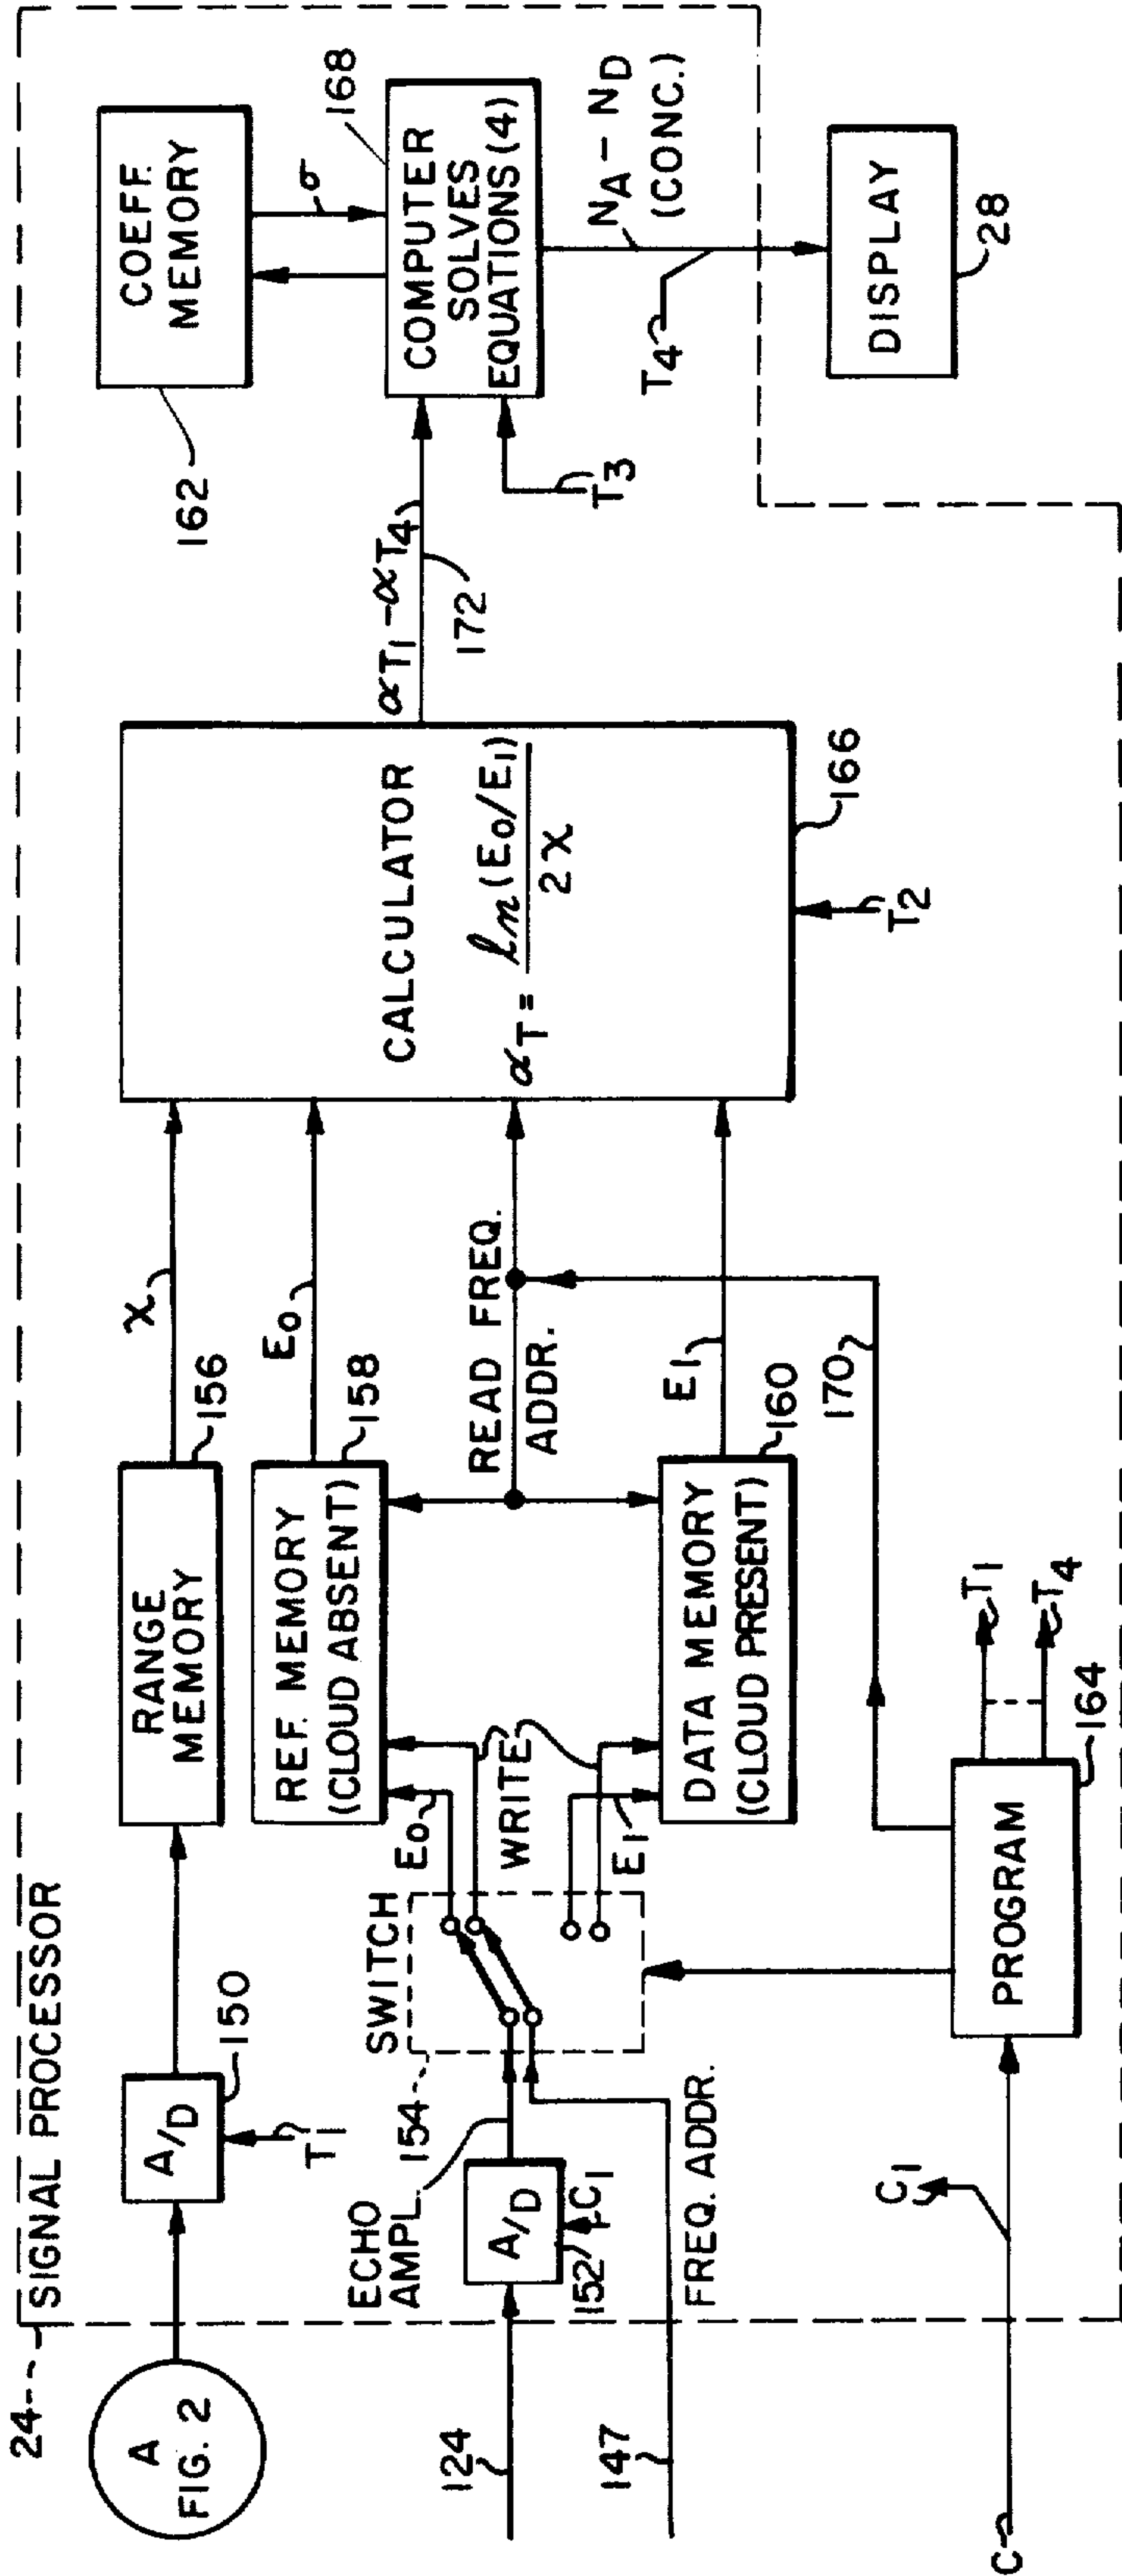 24
SIGNAL PROCESSOR
A
FIG. 2
A/D
150
T1
RANGE
MEMORY
156
x
124
ECHO
AMPL.
A/D
152
C1
154
SWITCH
E0
WRITE
E1
REF. MEMORY
(CLOUD ABSENT)
158
E0
147
FREQ. ADDR.
READ FREQ.
ADDR.
DATA MEMORY
(CLOUD PRESENT)
160
E1
170
C
C1
PROGRAM
164
T1
T4
CALCULATOR
αT = ln(E0/E1)
2x
166
T2
αT1-αT4
172
COEFF.
MEMORY
162
σ
168
COMPUTER
SOLVES
EQUATIONS(4)
T3
NA-ND
(CONC.)
T4
DISPLAY
28